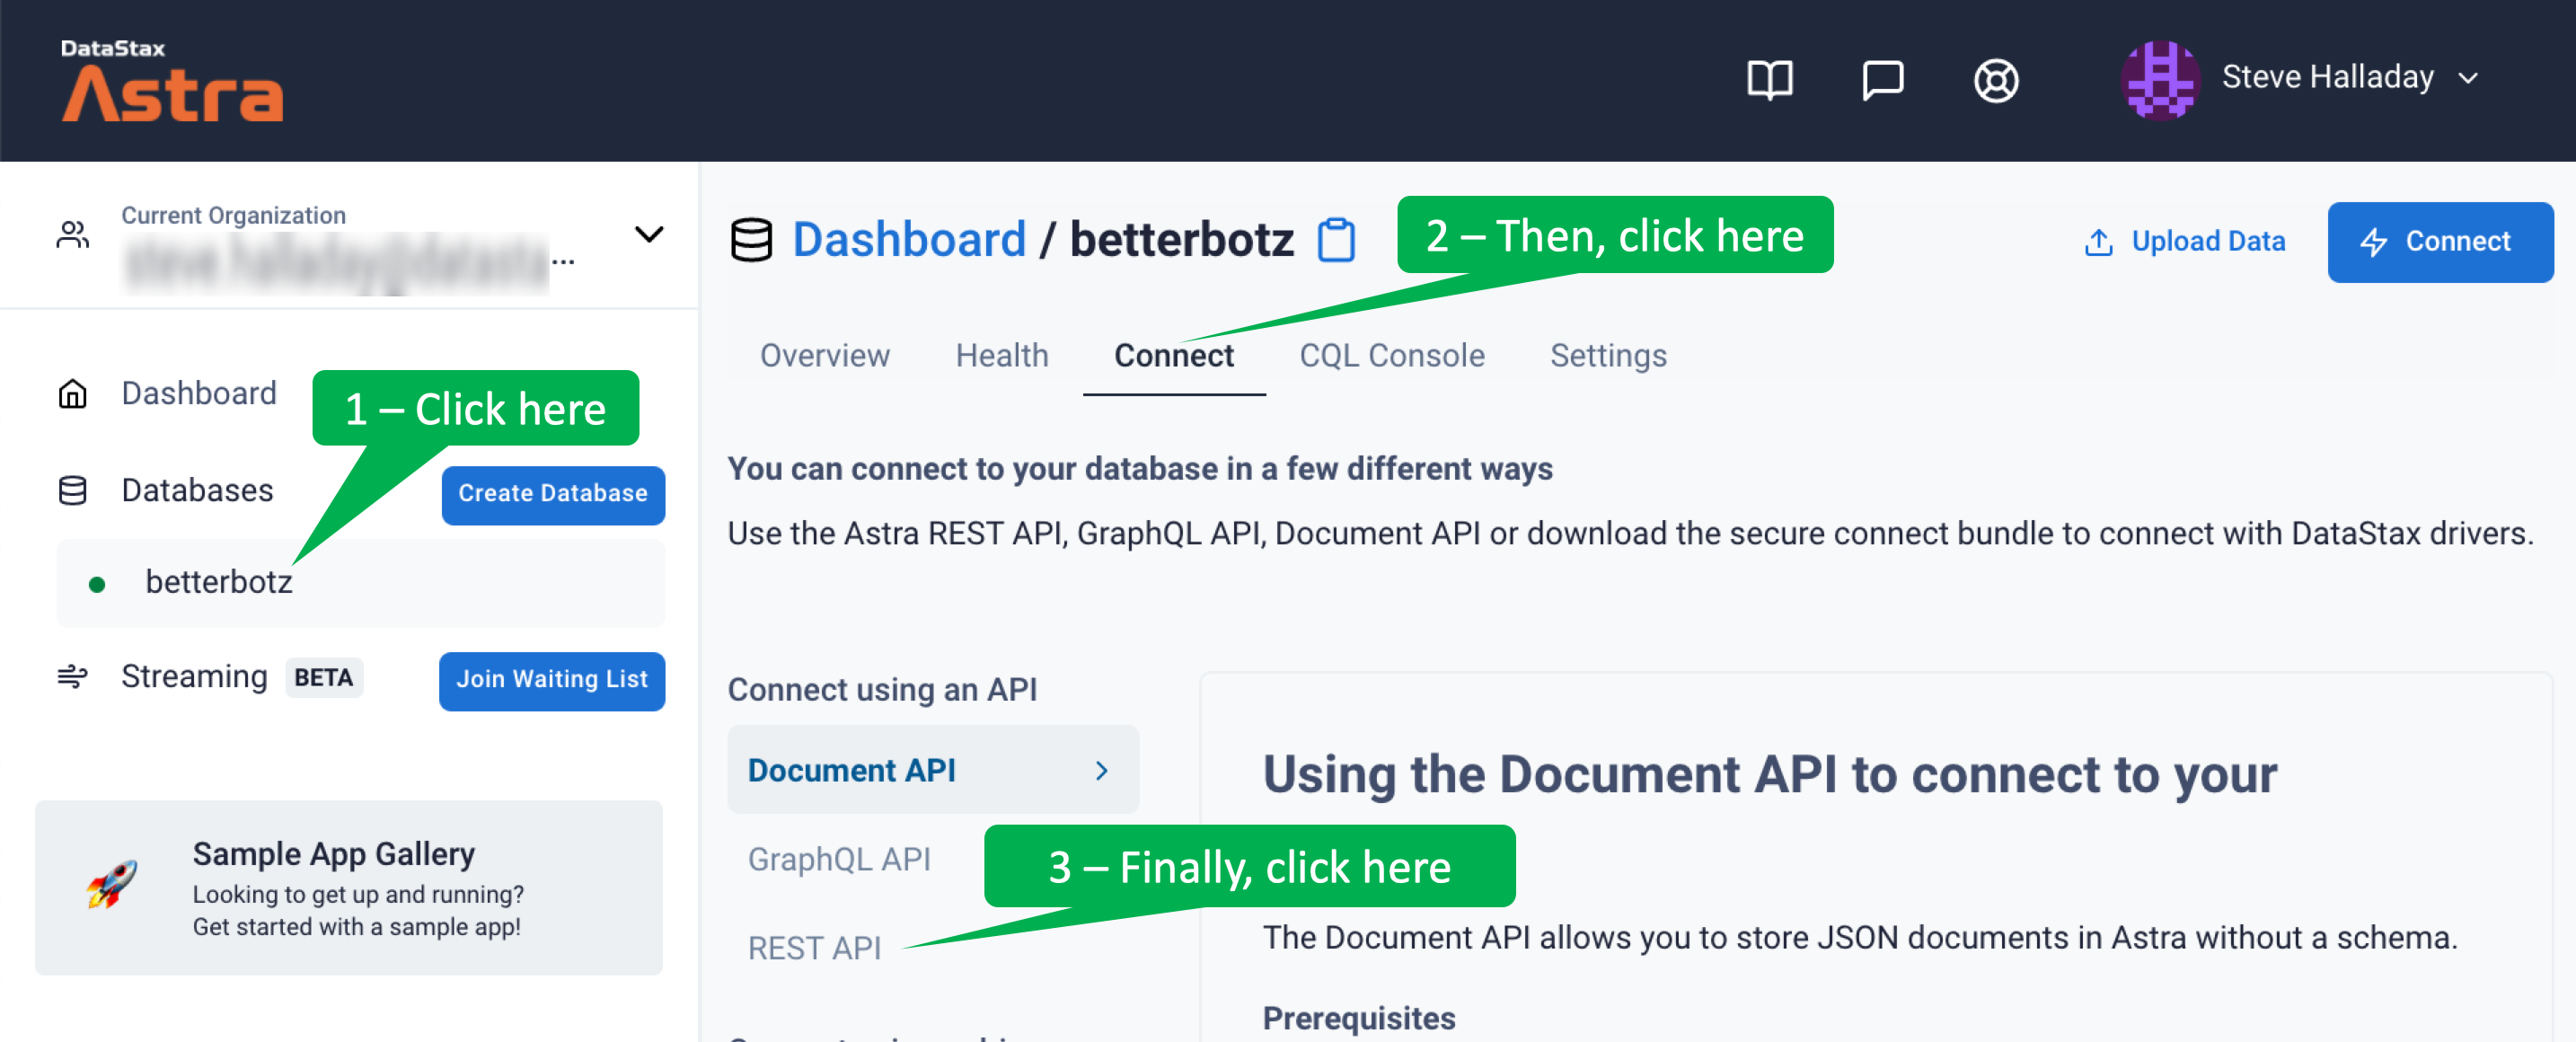 DataStax
Astra
Steve Halladay
Current Organization
...
Dashboard
1 – Click here
Databases
Create Database
betterbotz
Streaming BETA
Join Waiting List
Sample App Gallery
Looking to get up and running?
Get started with a sample app!
Dashboard / betterbotz
2 – Then, click here
Upload Data
Connect
Overview
Health
Connect
CQL Console
Settings
You can connect to your database in a few different ways
Use the Astra REST API, GraphQL API, Document API or download the secure connect bundle to connect with DataStax drivers.
Connect using an API
Document API
GraphQL API
3 – Finally, click here
REST API
Using the Document API to connect to your
The Document API allows you to store JSON documents in Astra without a schema.
Prerequisites